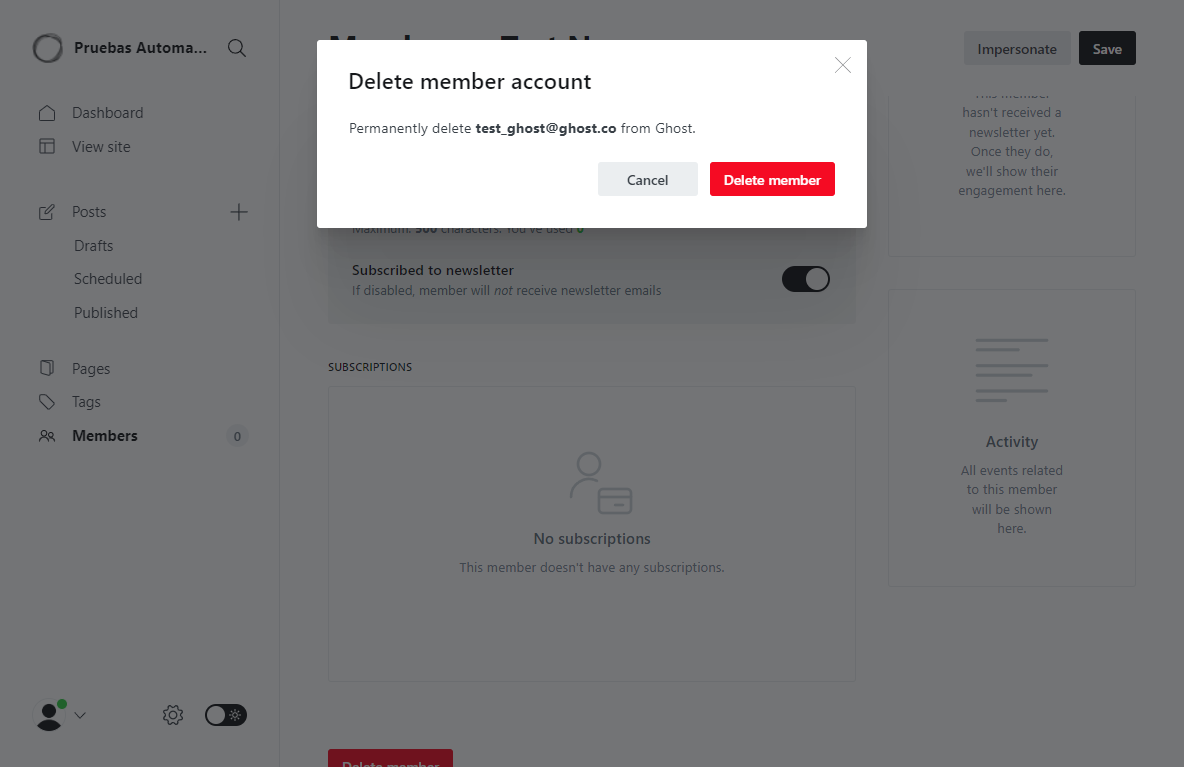 Pruebas Automa...
Dashboard
View site
Posts
Drafts
Scheduled
Published
Pages
Tags
Members
0
Impersonate
Save
Delete member account
Permanently delete test_ghost@ghost.co from Ghost.
Cancel
Delete member
Maximum: 500 characters. You've used 0
Subscribed to newsletter
If disabled, member will not receive newsletter emails
SUBSCRIPTIONS
No subscriptions
This member doesn't have any subscriptions.
Delete member
This member
hasn't received a
newsletter yet.
Once they do,
we'll show their
engagement here.
Activity
All events related
to this member
will be shown
here.